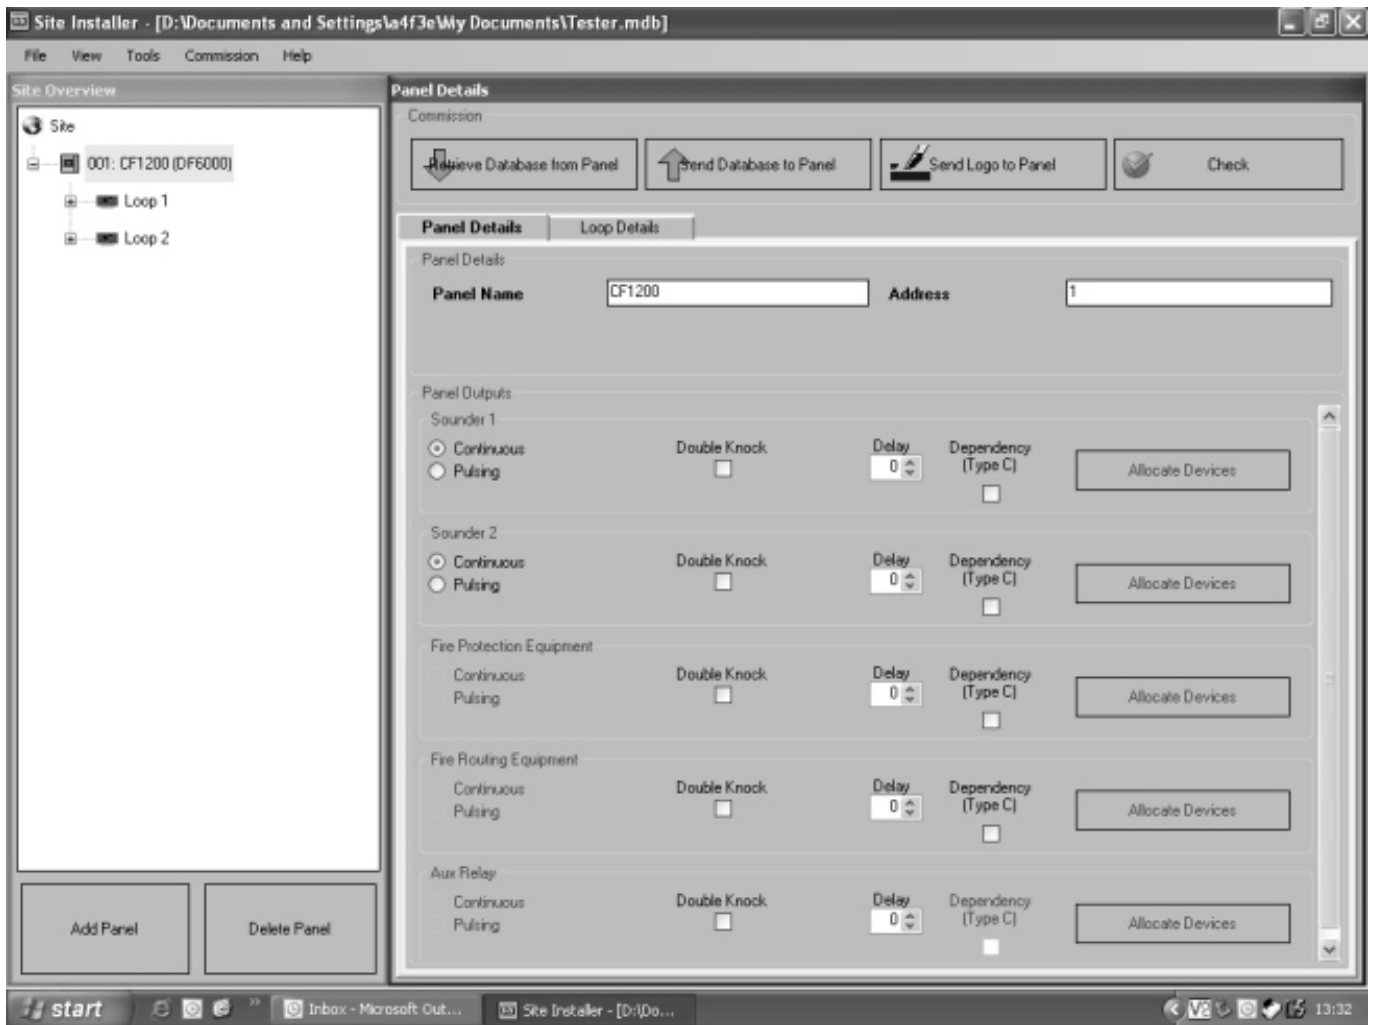 Site Installer - [D:\Documents and Settings\a4f3e\My Documents\Tester.mdb]
File View Tools Commission Help
Site Overview
Site
001: CF1200 (DF6000)
Loop 1
Loop 2
Add Panel
Delete Panel
Panel Details
Commission
Retrieve Database from Panel
Send Database to Panel
Send Logo to Panel
Check
Panel Details
Loop Details
Panel Details
Panel Name CF1200 Address 1
Panel Outputs
Sounder 1
Continuous
Pulsing
Double Knock
Delay
0
Dependency
(Type C)
Allocate Devices
Sounder 2
Continuous
Pulsing
Double Knock
Delay
0
Dependency
(Type C)
Allocate Devices
Fire Protection Equipment
Continuous
Pulsing
Double Knock
Delay
0
Dependency
(Type C)
Allocate Devices
Fire Routing Equipment
Continuous
Pulsing
Double Knock
Delay
0
Dependency
(Type C)
Allocate Devices
Aux Relay
Continuous
Pulsing
Double Knock
Delay
0
Dependency
(Type C)
Allocate Devices
start
Inbox - Microsoft Out...
Site Installer - [D:\Do...
13:32